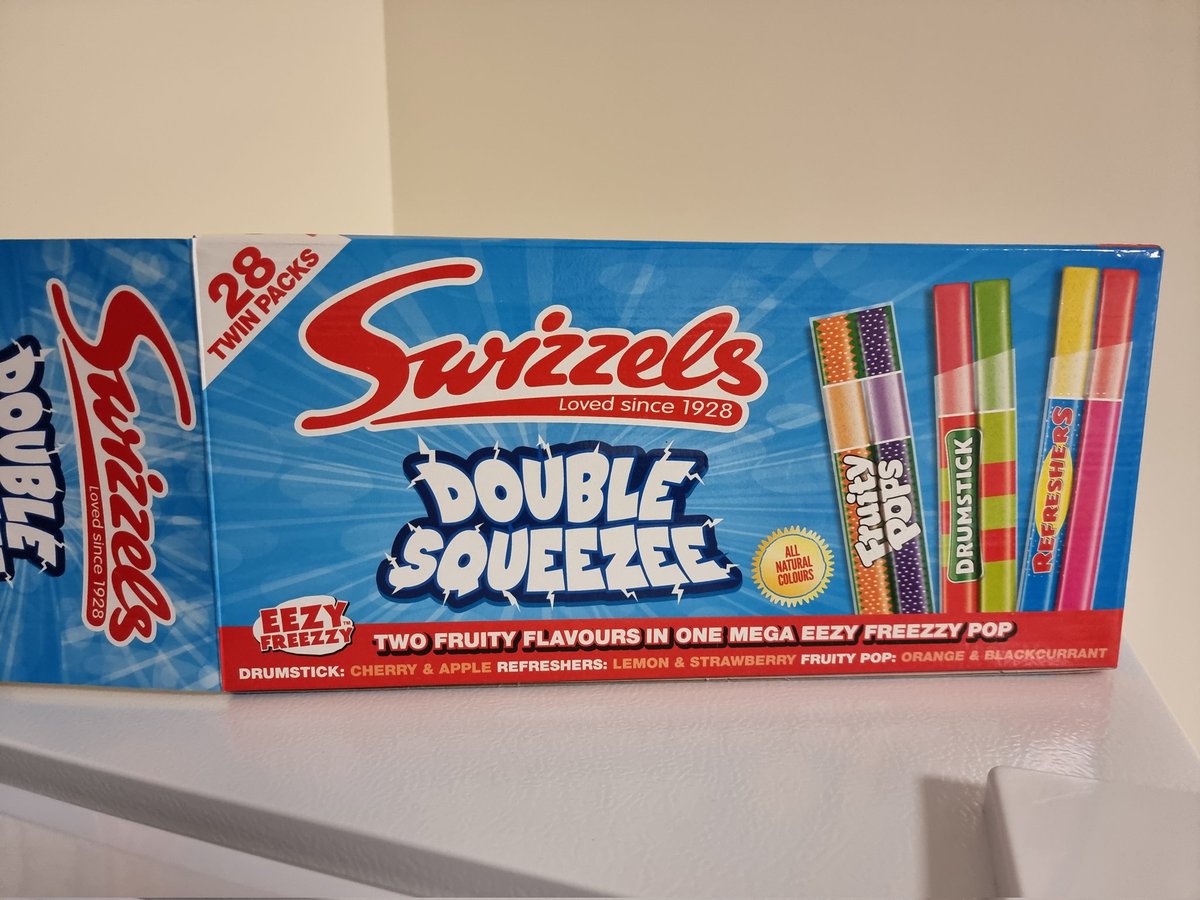 28
TWIN PACKS
Swizzels
Loved since 1928
DOUBLE
SQUEEZEE
ALL
NATURAL
COLOURS
Fruity
Pops
DRUMSTICK
REFRESHERS
EEZY
FREEZZY™
TWO FRUITY FLAVOURS IN ONE MEGA EEZY FREEZZY POP
DRUMSTICK: CHERRY & APPLE REFRESHERS: LEMON & STRAWBERRY FRUITY POP: ORANGE & BLACKCURRANT
Swizzels
Loved since 1928
DOUBLE